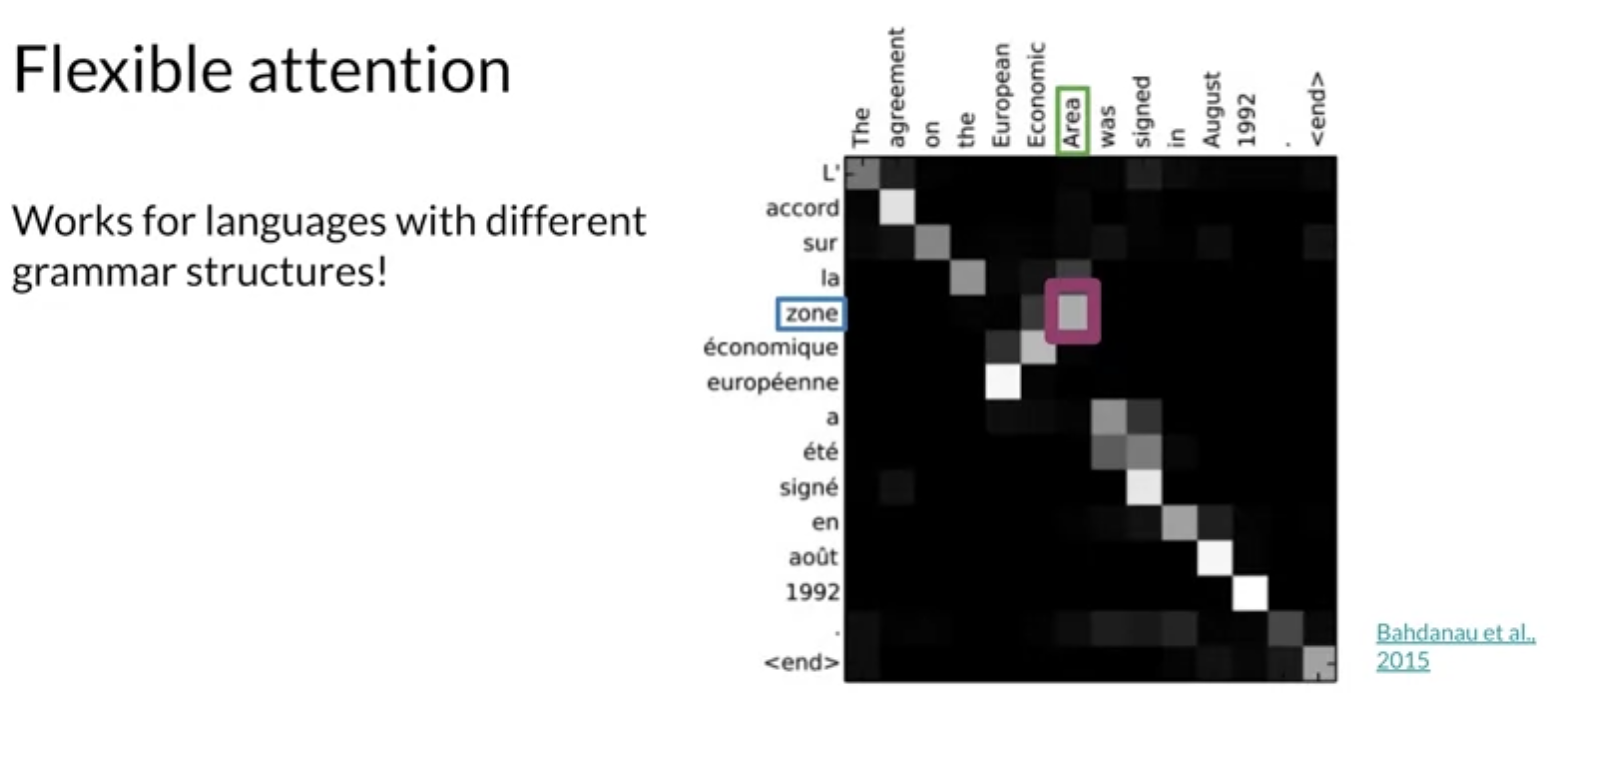 Flexible attention
Works for languages with different
grammar structures!
The
agreement
on
the
European
Economic
Area
was
signed
in
August
1992
.
<end>
L'
accord
sur
la
zone
économique
européenne
a
été
signé
en
août
1992
.
<end>
Bahdanau et al.,
2015